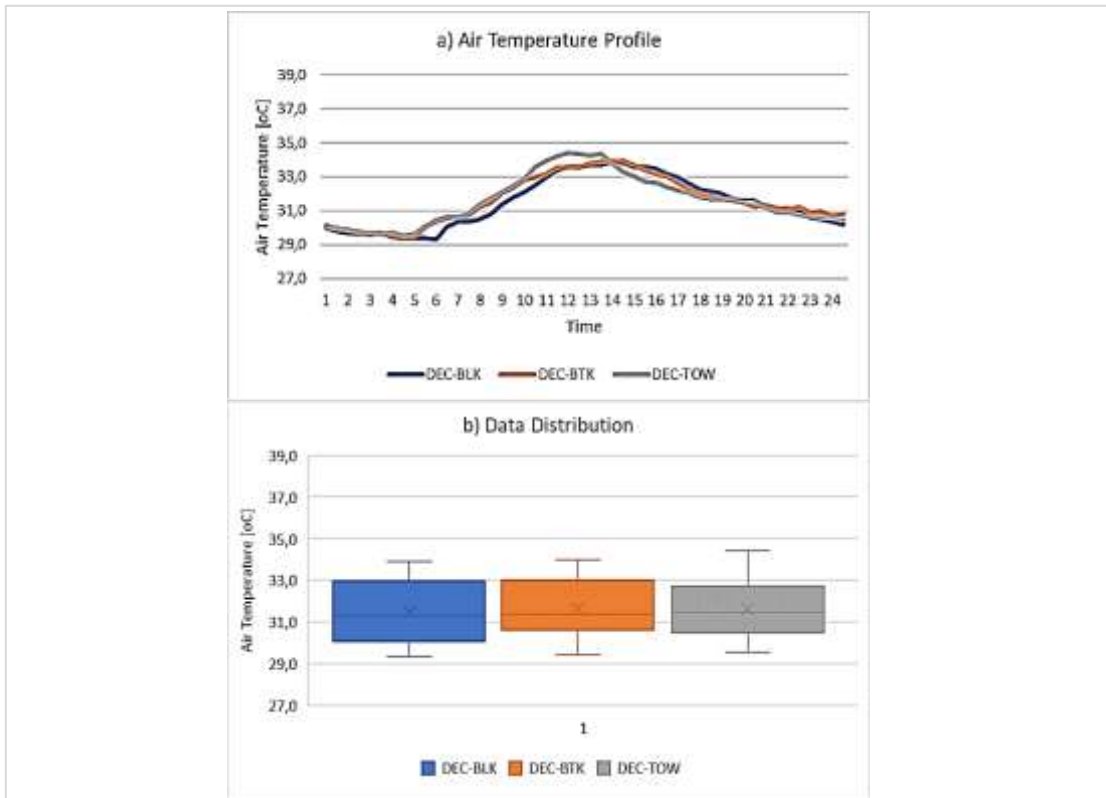 a) Air Temperature Profile
Air Temperature [oC]
39,0
37,0
35,0
33,0
31,0
29,0
27,0
1 2 3 4 5 6 7 8 9 10 11 12 13 14 15 16 17 18 19 20 21 22 23 24
Time
DEC-BLK DEC-BTK DEC-TOW
b) Data Distribution
Air Temperature [oC]
39,0
37,0
35,0
33,0
31,0
29,0
27,0
1
DEC-BLK DEC-BTK DEC-TOW